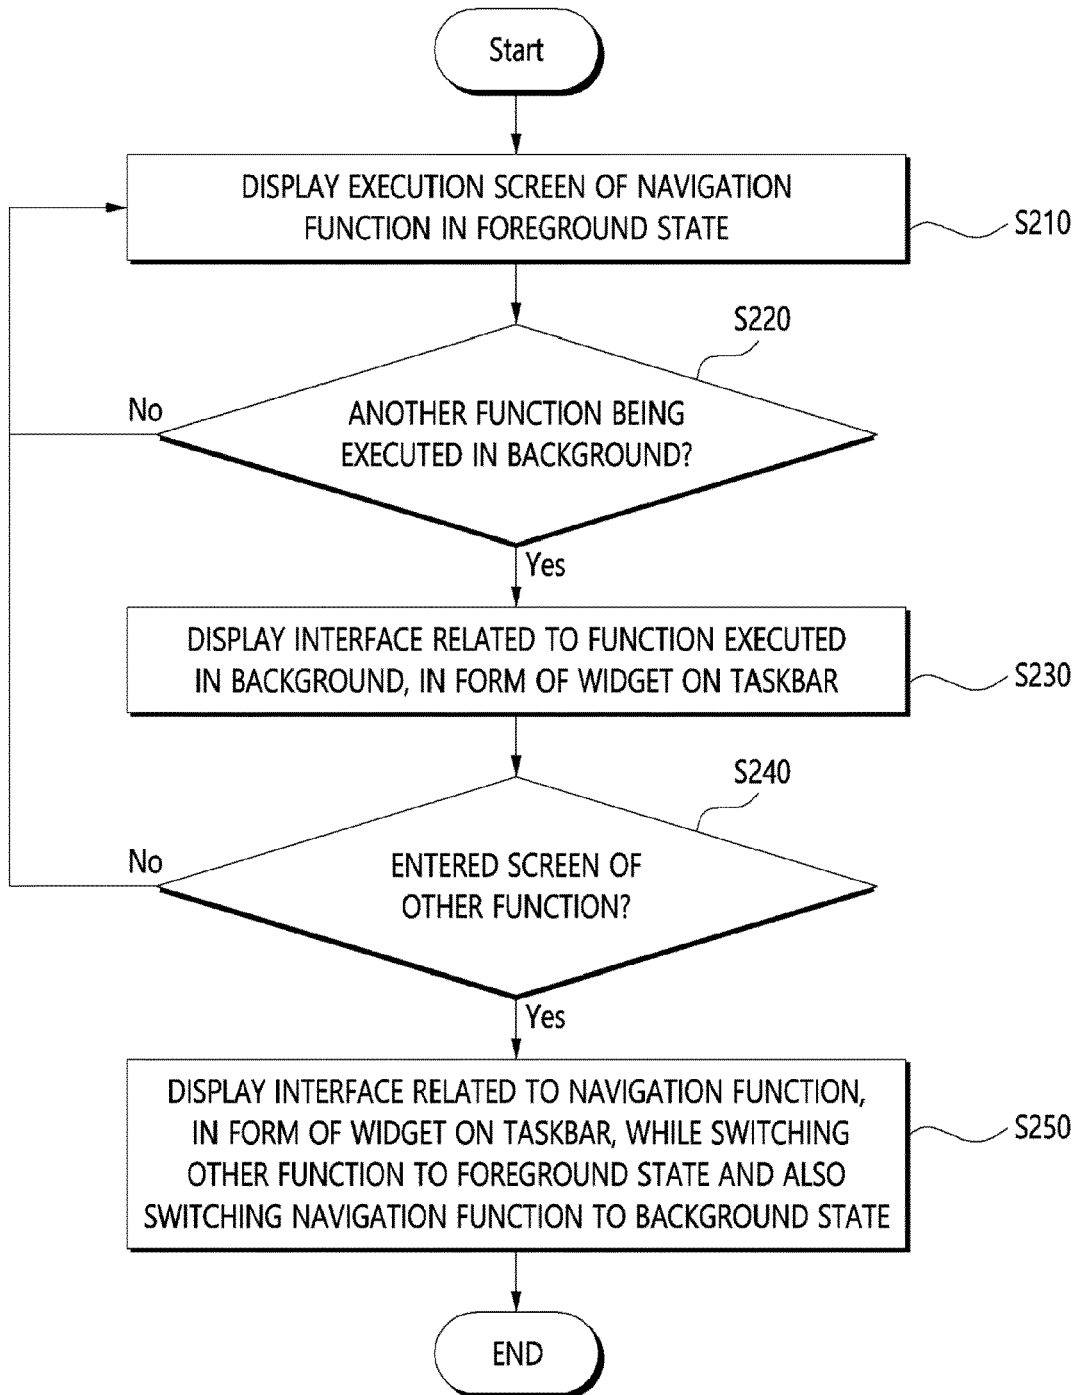 Start
DISPLAY EXECUTION SCREEN OF NAVIGATION
FUNCTION IN FOREGROUND STATE
S210
S220
No
ANOTHER FUNCTION BEING
EXECUTED IN BACKGROUND?
Yes
DISPLAY INTERFACE RELATED TO FUNCTION EXECUTED
IN BACKGROUND, IN FORM OF WIDGET ON TASKBAR
S230
S240
No
ENTERED SCREEN OF
OTHER FUNCTION?
Yes
DISPLAY INTERFACE RELATED TO NAVIGATION FUNCTION,
IN FORM OF WIDGET ON TASKBAR, WHILE SWITCHING
OTHER FUNCTION TO FOREGROUND STATE AND ALSO
SWITCHING NAVIGATION FUNCTION TO BACKGROUND STATE
S250
END